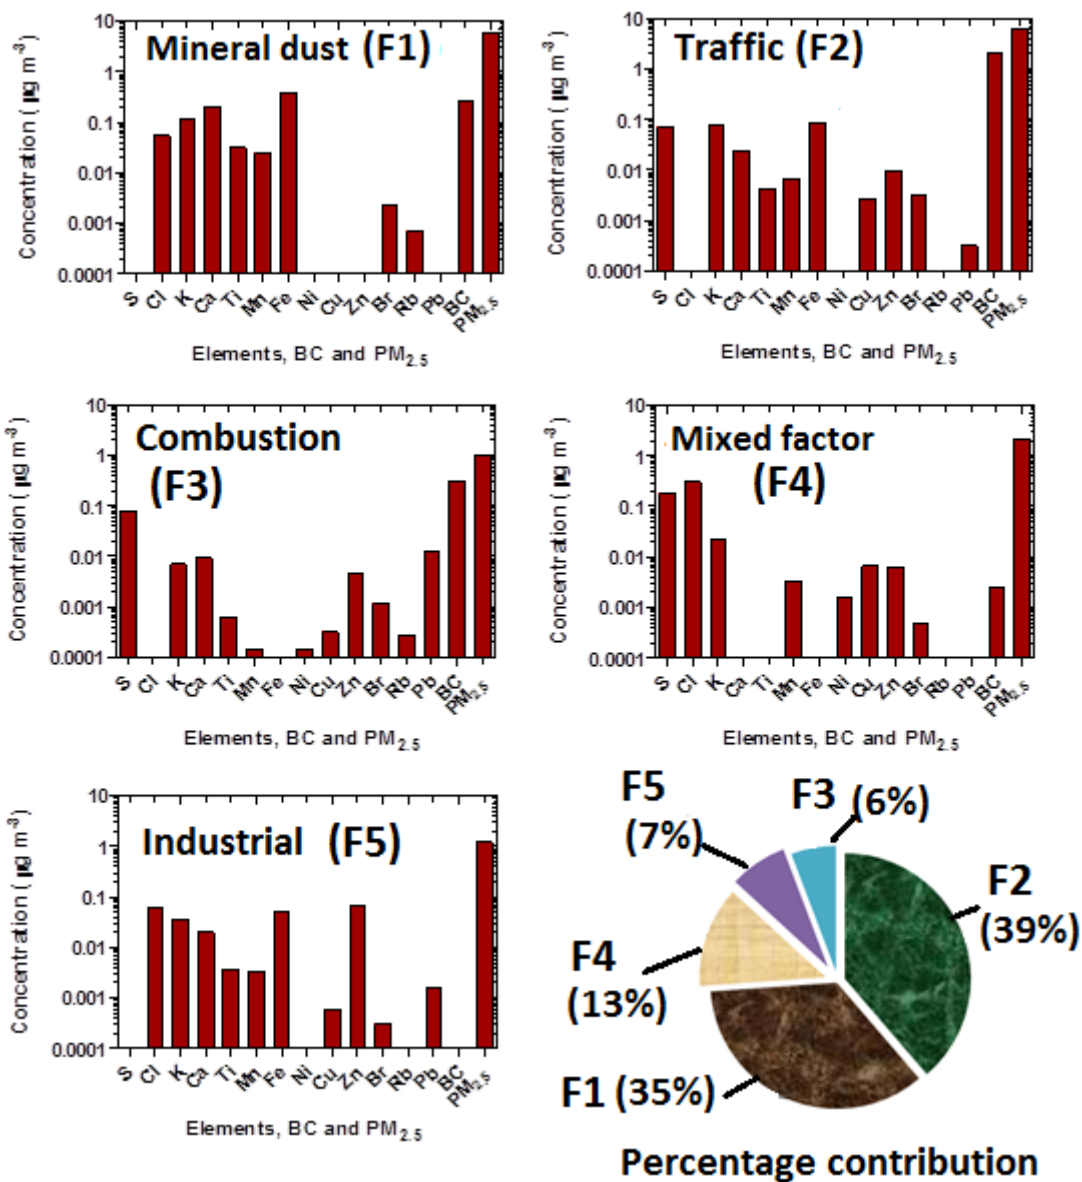 Mineral dust (F1)
Concentration ( µg m-3)
10
1
0.1
0.01
0.001
0.0001
S Cl K Ca Ti Mn Fe Ni Cu Zn Br Rb Pb BC PM2.5
Elements, BC and PM2.5
Traffic (F2)
Concentration ( µg m-3)
10
1
0.1
0.01
0.001
0.0001
S Cl K Ca Ti Mn Fe Ni Cu Zn Br Rb Pb BC PM2.5
Elements, BC and PM2.5
Combustion
(F3)
Concentration ( µg m-3)
10
1
0.1
0.01
0.001
0.0001
S Cl K Ca Ti Mn Fe Ni Cu Zn Br Rb Pb BC PM2.5
Elements, BC and PM2.5
Mixed factor
(F4)
Concentration ( µg m-3)
10
1
0.1
0.01
0.001
0.0001
S Cl K Ca Ti Mn Fe Ni Cu Zn Br Rb Pb BC PM2.5
Elements, BC and PM2.5
Industrial (F5)
Concentration ( µg m-3)
10
1
0.1
0.01
0.001
0.0001
S Cl K Ca Ti Mn Fe Ni Cu Zn Br Rb Pb BC PM2.5
Elements, BC and PM2.5
F5
(7%)
F3 (6%)
F2
(39%)
F4
(13%)
F1 (35%)
Percentage contribution